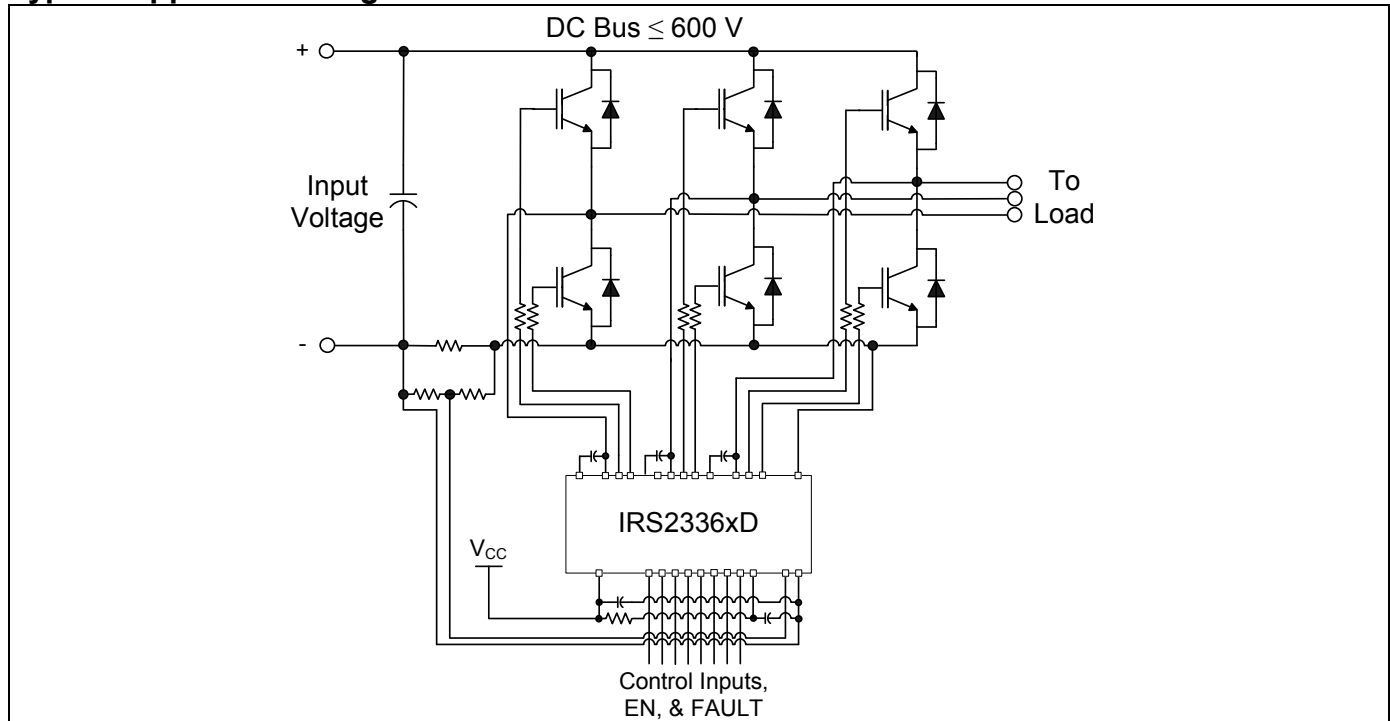 DC Bus ≤ 600 V
+
Input
Voltage
To
Load
-
IRS2336xD
VCC
Control Inputs,
EN, & FAULT